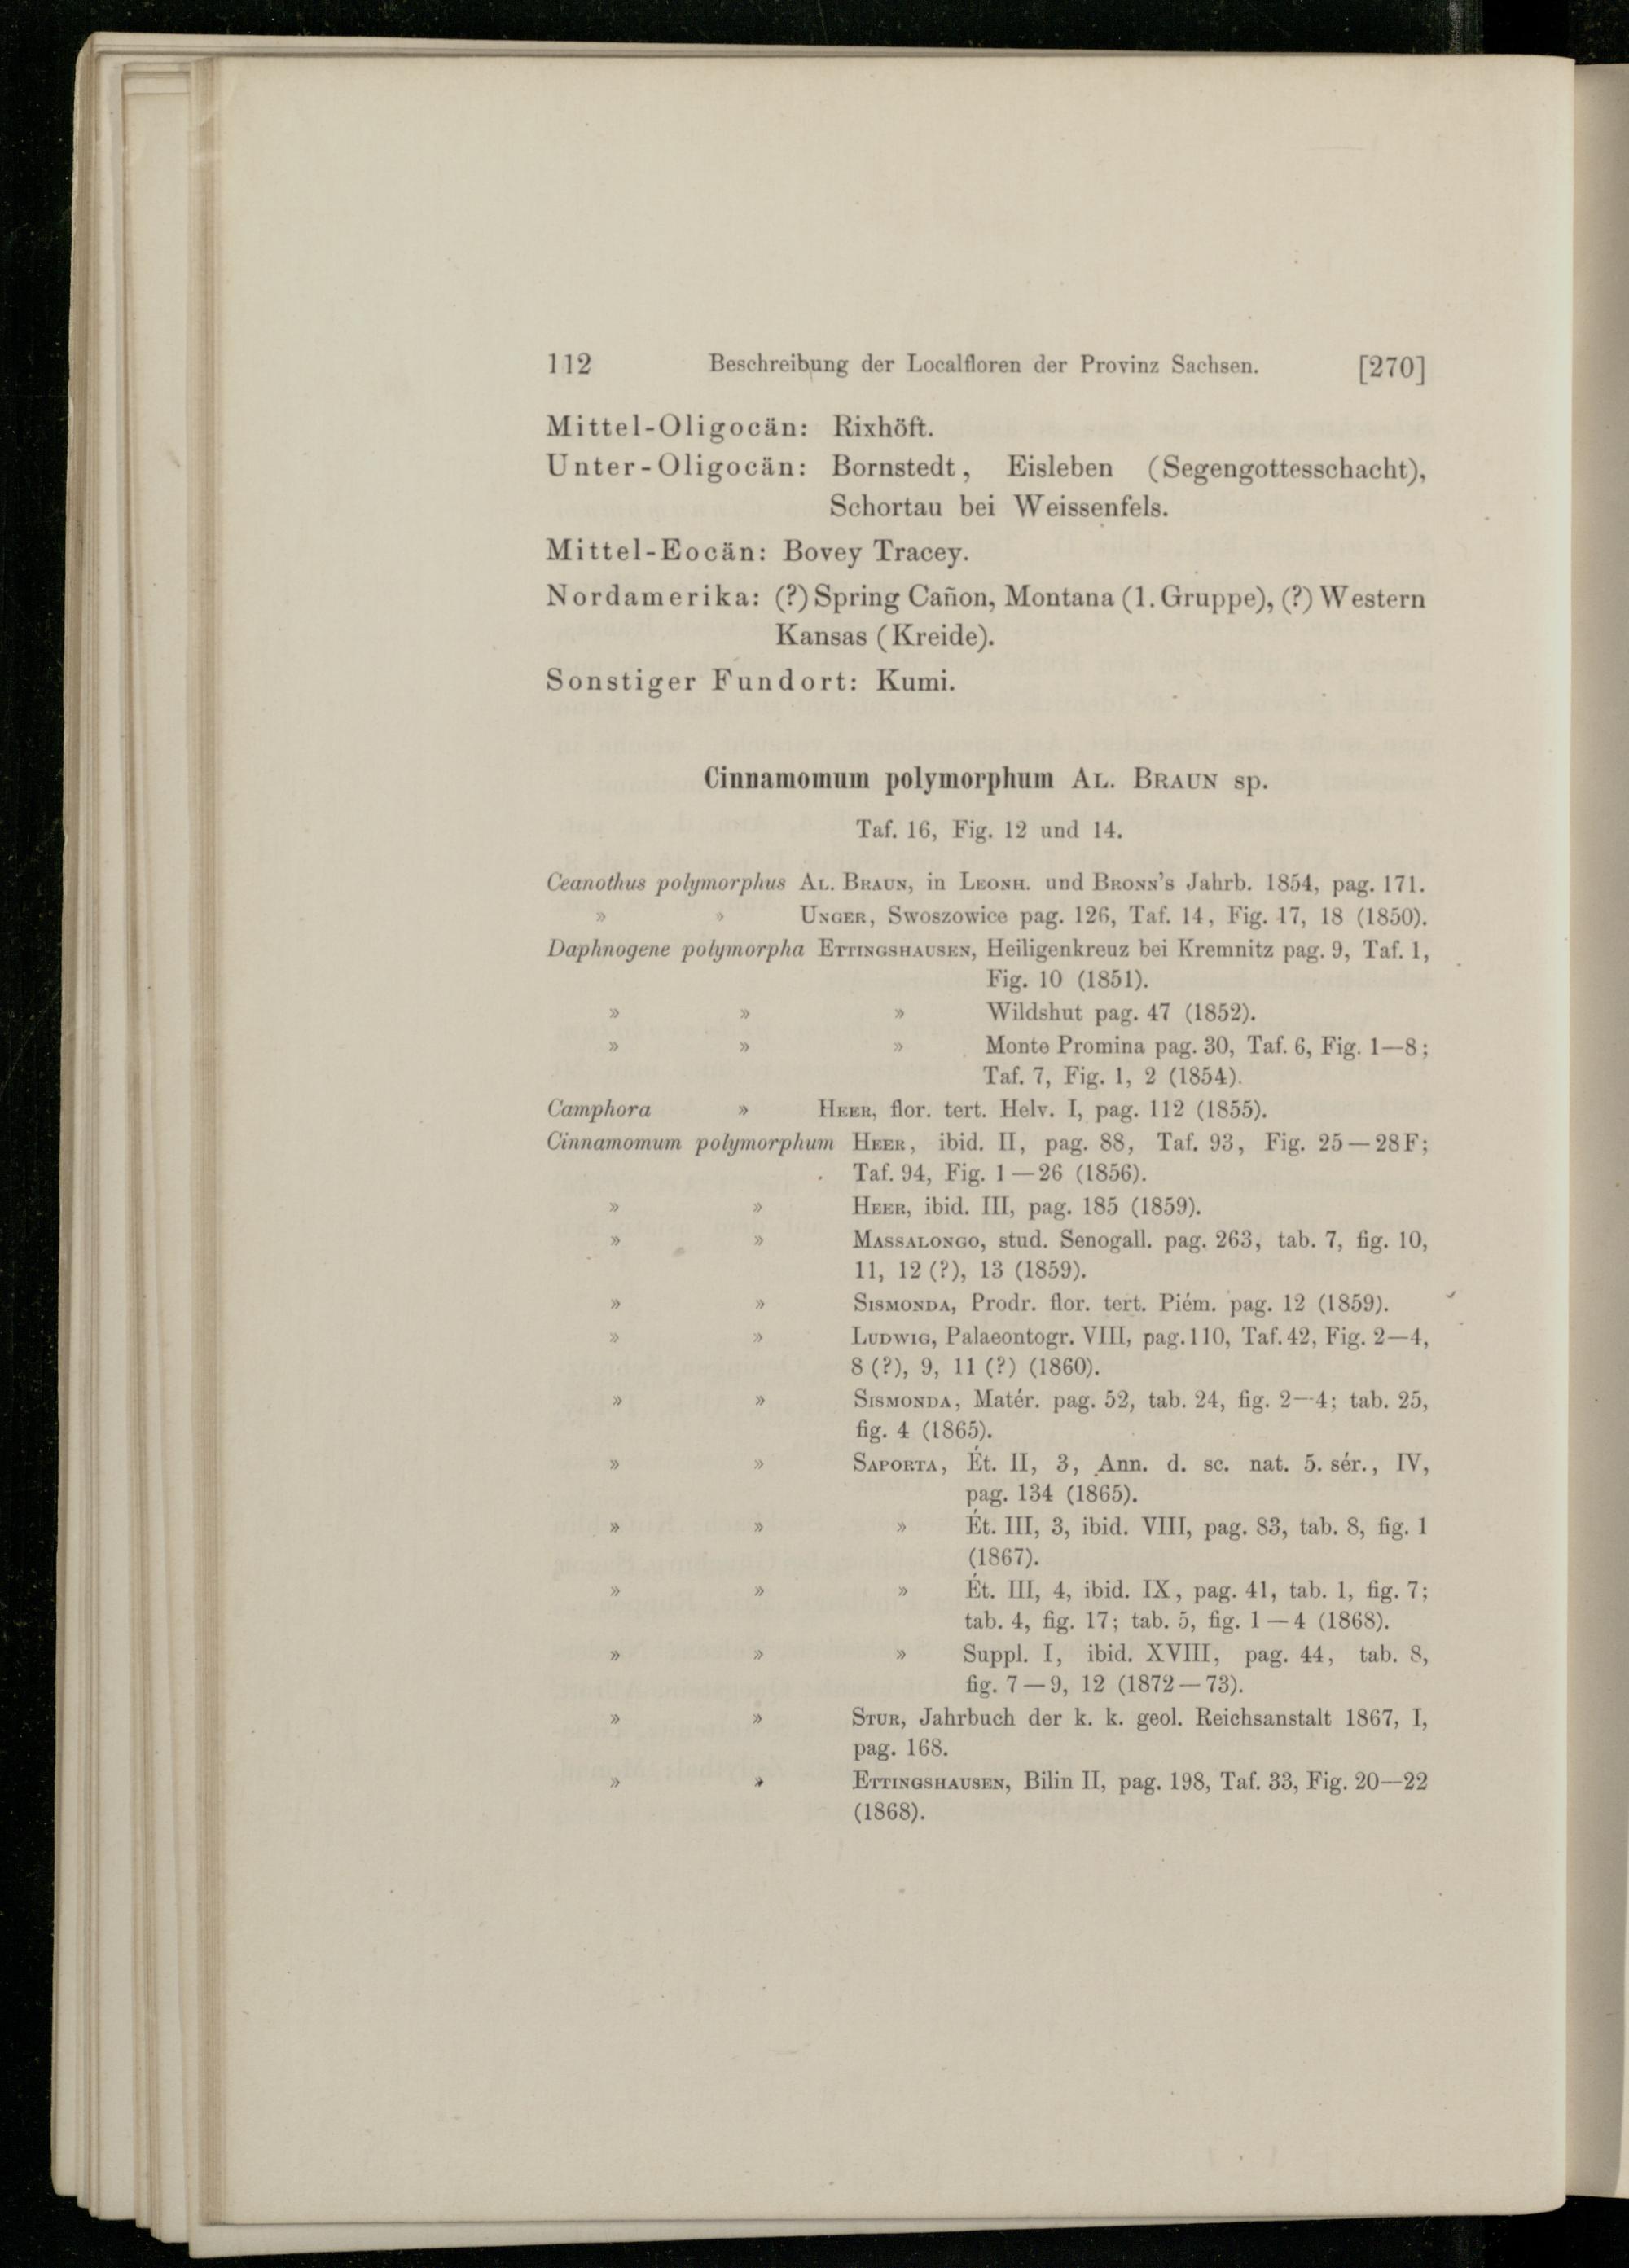 112 Beschreibung der Localfloren der Provinz Sachsen. [270]
Mittel-Oligocän: Rixhöft.
Unter-Oligocän: Bornstedt, Eisleben (Segengottesschacht),
Schortau bei Weissenfels.
Mittel-Eocän: Bovey Tracey.
Nordamerika: (?) Spring Cañon, Montana (1. Gruppe), (?) Western
Kansas (Kreide).
Sonstiger Fundort: Kumi.
Cinnamomum polymorphum AL. BRAUN sp.
Taf. 16, Fig. 12 und 14.
Ceanothus polymorphus AL. BRAUN, in LEONH. und BRONN's Jahrb. 1854, pag. 171.
» » UNGER, Swoszowice pag. 126, Taf. 14, Fig. 17, 18 (1850).
Daphnogene polymorpha ETTINGSHAUSEN, Heiligenkreuz bei Kremnitz pag. 9, Taf. 1,
Fig. 10 (1851).
» » » Wildshut pag. 47 (1852).
» » » Monte Promina pag. 30, Taf. 6, Fig. 1—8;
Taf. 7, Fig. 1, 2 (1854).
Camphora » HEER, flor. tert. Helv. I, pag. 112 (1855).
Cinnamomum polymorphum HEER, ibid. II, pag. 88, Taf. 93, Fig. 25—28F;
Taf. 94, Fig. 1—26 (1856).
» » HEER, ibid. III, pag. 185 (1859).
» » MASSALONGO, stud. Senogall. pag. 263, tab. 7, fig. 10,
11, 12 (?), 13 (1859).
» » SISMONDA, Prodr. flor. tert. Piém. pag. 12 (1859).
» » LUDWIG, Palaeontogr. VIII, pag. 110, Taf. 42, Fig. 2—4,
8 (?), 9, 11 (?) (1860).
» » SISMONDA, Matér. pag. 52, tab. 24, fig. 2—4; tab. 25,
fig. 4 (1865).
» » SAPORTA, Ét. II, 3, Ann. d. sc. nat. 5. sér., IV,
pag. 134 (1865).
» » » Ét. III, 3, ibid. VIII, pag. 83, tab. 8, fig. 1
(1867).
» » » Ét. III, 4, ibid. IX, pag. 41, tab. 1, fig. 7;
tab. 4, fig. 17; tab. 5, fig. 1—4 (1868).
» » » Suppl. I, ibid. XVIII, pag. 44, tab. 8,
fig. 7—9, 12 (1872—73).
» » STUR, Jahrbuch der k. k. geol. Reichsanstalt 1867, I,
pag. 168.
» » ETTINGSHAUSEN, Bilin II, pag. 198, Taf. 33, Fig. 20—22
(1868).